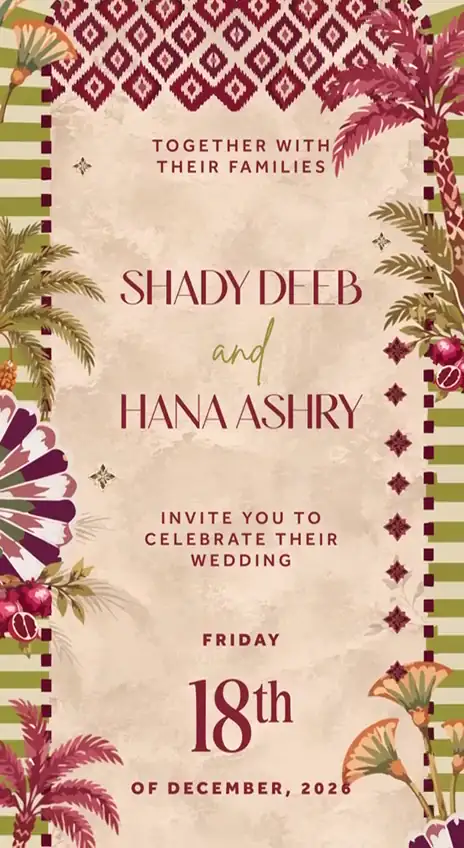 TOGETHER WITH
THEIR FAMILIES
SHADY DEEB
and
HANA ASHRY
INVITE YOU TO
CELEBRATE THEIR
WEDDING
FRIDAY
18th
OF DECEMBER, 2026